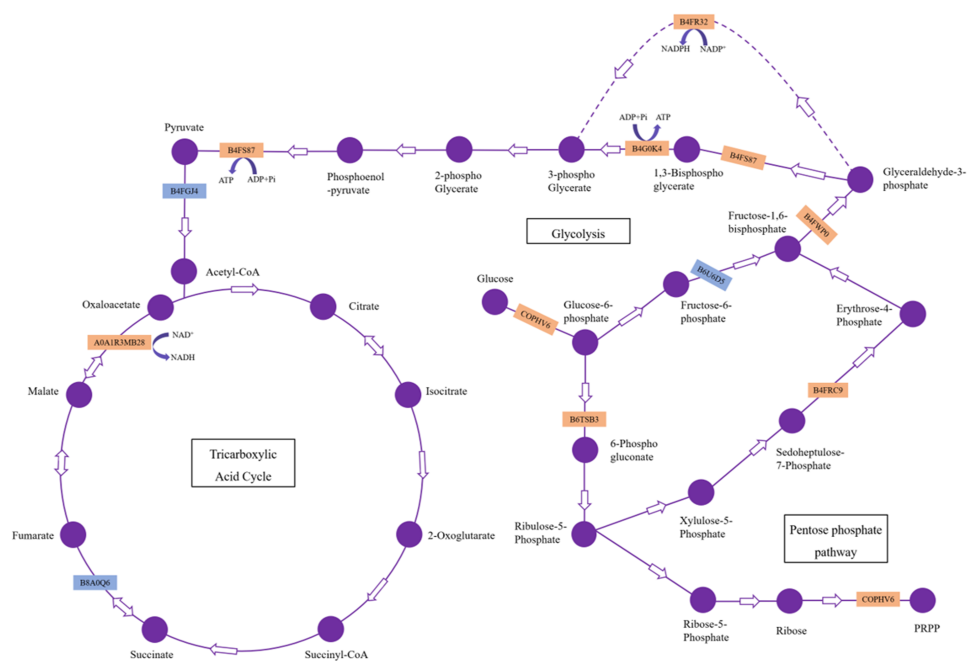 B4FR32
NADPH NADP⁺
Pyruvate
ADP+Pi ATP
B4FS87
B4G0K4
B4FS87
ATP ADP+Pi
Phosphoenol
-pyruvate
2-phospho
Glycerate
3-phospho
Glycerate
1,3-Bisphospho
glycerate
Glyceraldehyde-3-
phosphate
B4FGJ4
Glycolysis
Fructose-1,6-
bisphosphate
B4FWP0
Acetyl-CoA
B6U6D5
Glucose
Oxaloacetate
Citrate
COPHV6
Glucose-6-
phosphate
Fructose-6-
phosphate
Erythrose-4-
Phosphate
A0A1R3MB28
NAD⁺
NADH
Malate
Isocitrate
B4FRC9
B6TSB3
Tricarboxylic
Acid Cycle
6-Phospho
gluconate
Sedoheptulose-
7-Phosphate
Fumarate
2-Oxoglutarate
Ribulose-5-
Phosphate
Xylulose-5-
Phosphate
Pentose phosphate
pathway
B8A0Q6
COPHV6
Succinate
Succinyl-CoA
Ribose-5-
Phosphate
Ribose
PRPP